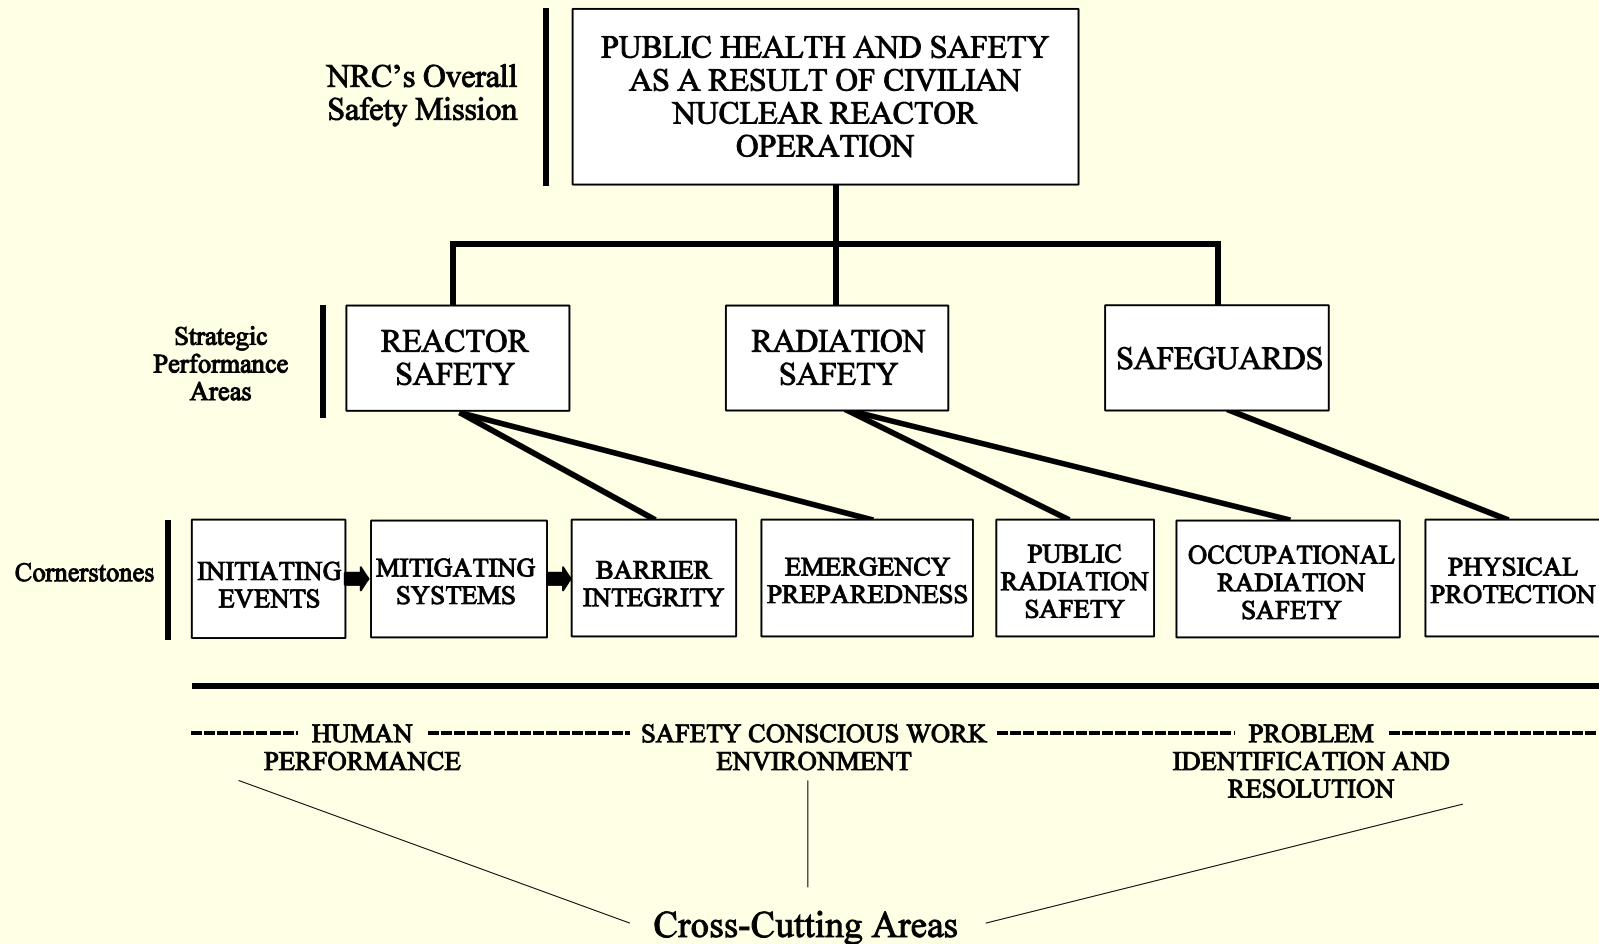 NRC’s Overall
Safety Mission
PUBLIC HEALTH AND SAFETY
AS A RESULT OF CIVILIAN
NUCLEAR REACTOR
OPERATION
Strategic
Performance
Areas
REACTOR
SAFETY
RADIATION
SAFETY
SAFEGUARDS
Cornerstones
INITIATING
EVENTS
MITIGATING
SYSTEMS
BARRIER
INTEGRITY
EMERGENCY
PREPAREDNESS
PUBLIC
RADIATION
SAFETY
OCCUPATIONAL
RADIATION
SAFETY
PHYSICAL
PROTECTION
HUMAN
PERFORMANCE
SAFETY CONSCIOUS WORK
ENVIRONMENT
PROBLEM
IDENTIFICATION AND
RESOLUTION
Cross-Cutting Areas